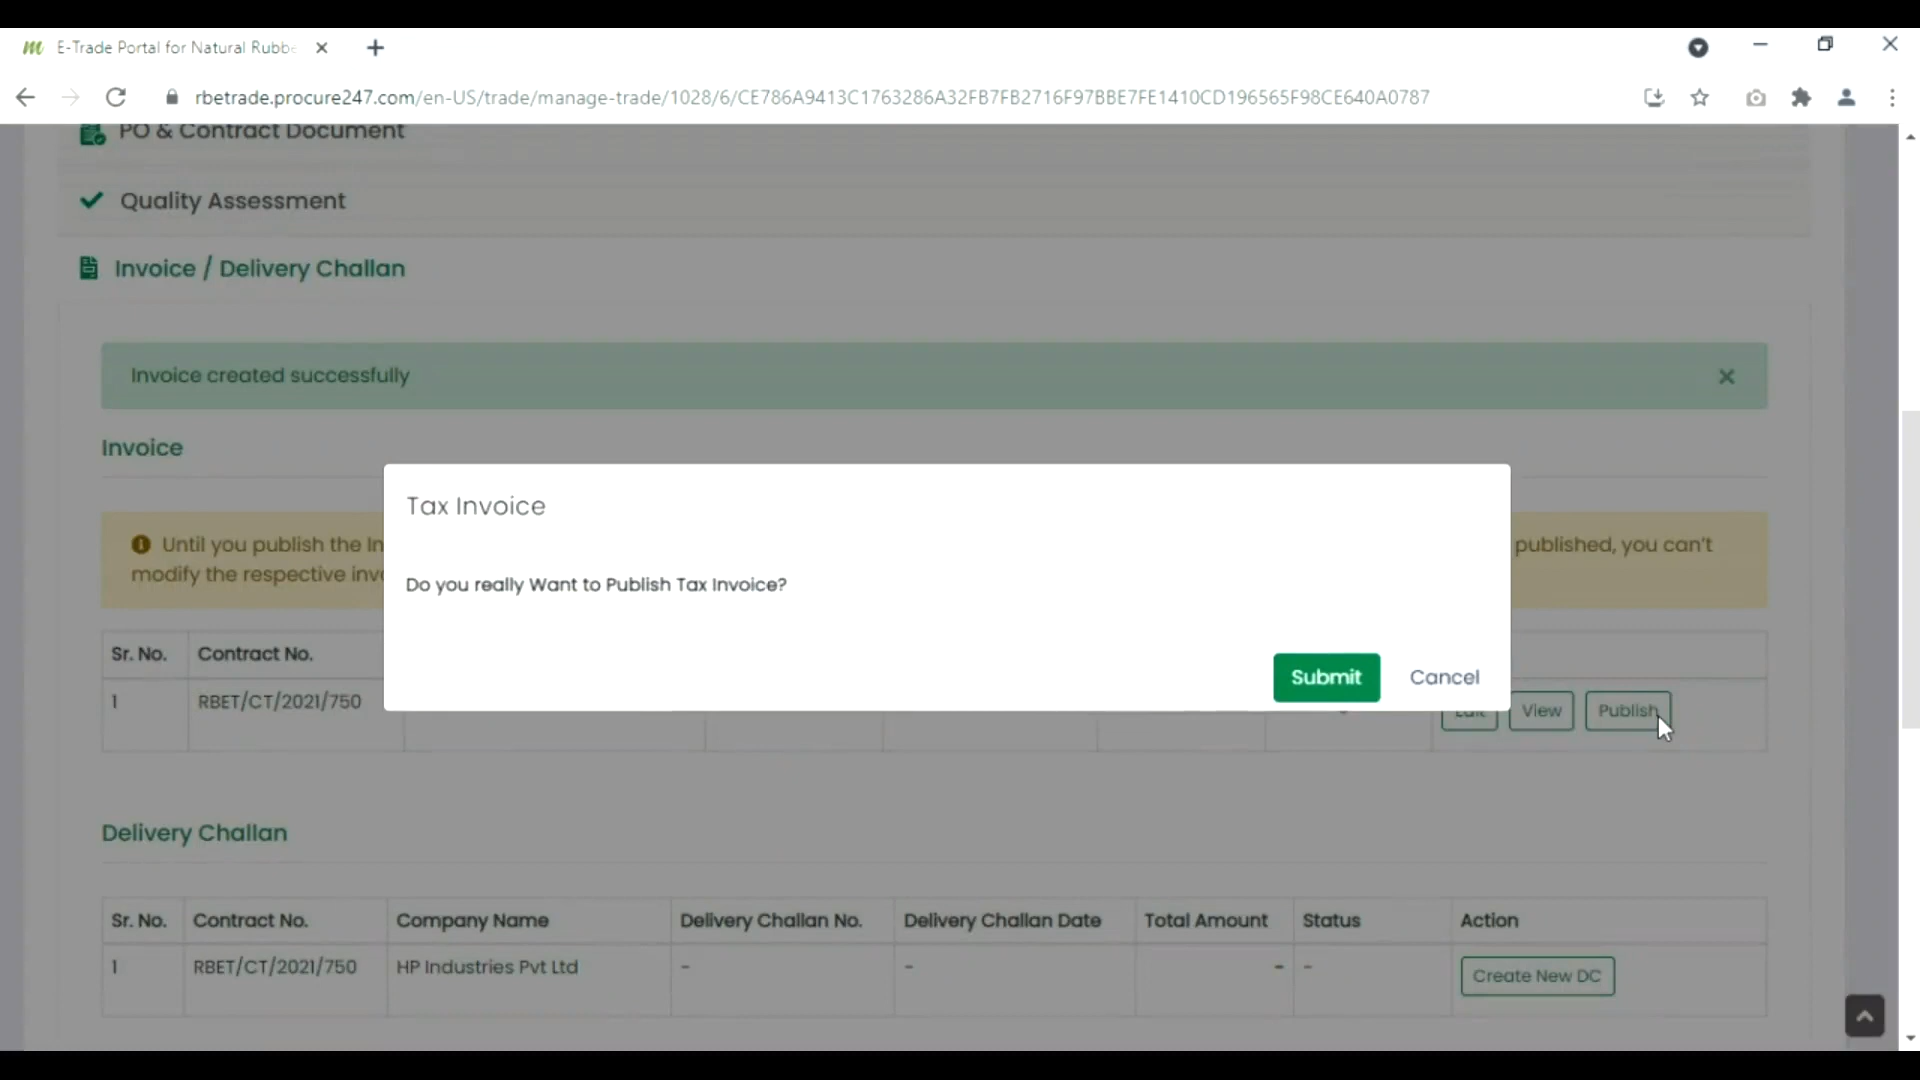 m E-Trade Portal for Natural Rubbe
rbetrade.procure247.com/en-US/trade/manage-trade/1028/6/CE786A9413C1763286A32FB7FB2716F97BBE7FE1410CD196565F98CE640A0787
PO & Contract Document
Quality Assessment
Invoice / Delivery Challan
Invoice created successfully
Invoice
Until you publish the In
published, you can't
modify the respective inv
Tax Invoice
Do you really Want to Publish Tax Invoice?
Submit Cancel
Sr. No. Contract No.
1 RBET/CT/2021/750 Edit View Publish
Delivery Challan
Sr. No. Contract No. Company Name Delivery Challan No. Delivery Challan Date Total Amount Status Action
1 RBET/CT/2021/750 HP Industries Pvt Ltd - - - - Create New DC